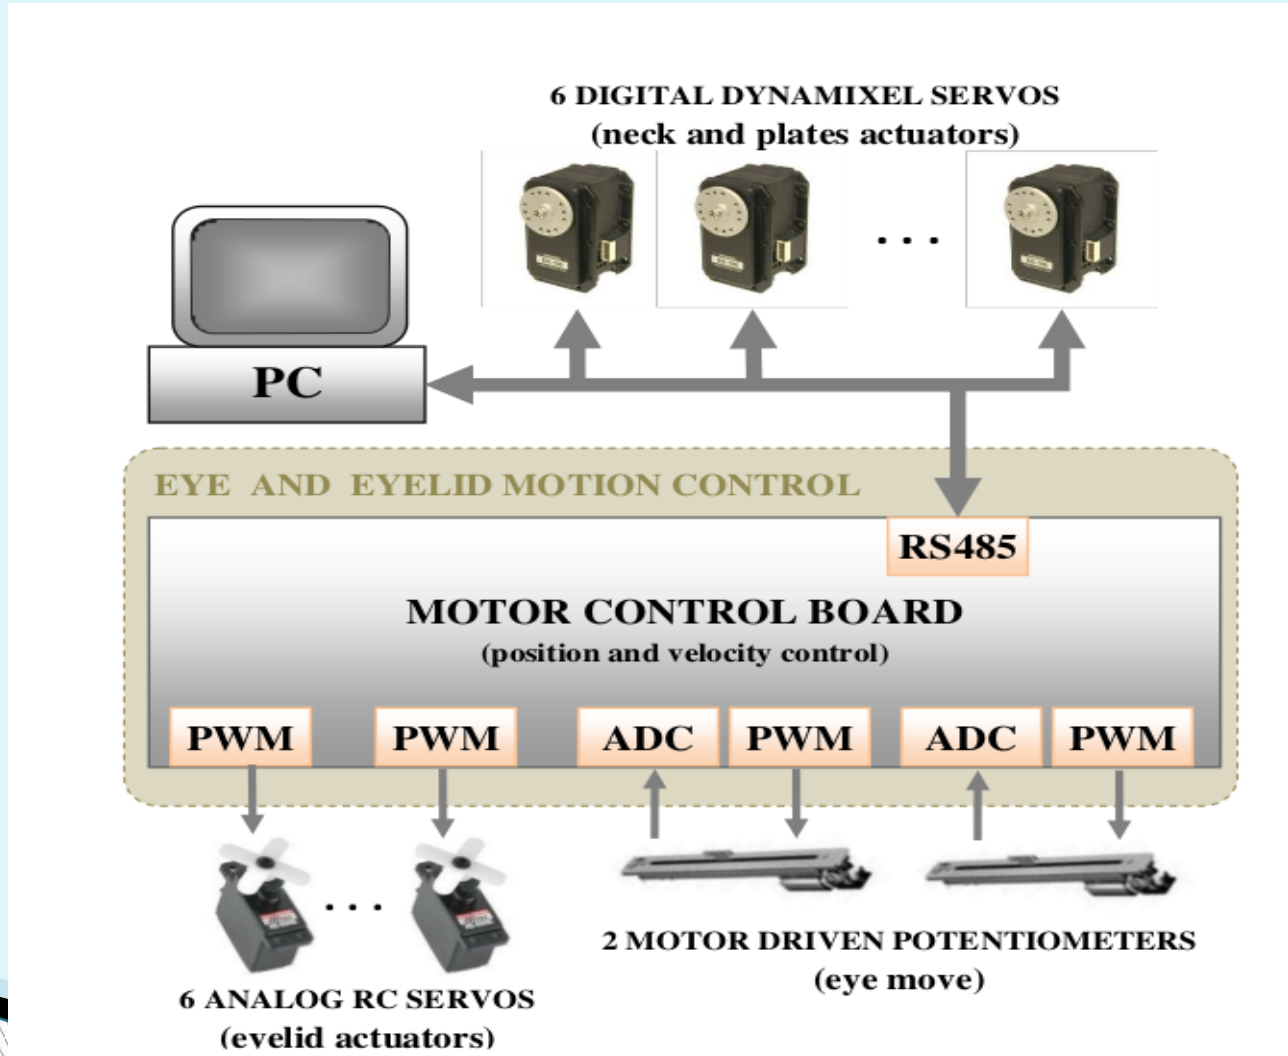 6 DIGITAL DYNAMIXEL SERVOS
(neck and plates actuators)
. . .
PC
EYE AND EYELID MOTION CONTROL
RS485
MOTOR CONTROL BOARD
(position and velocity control)
PWM PWM ADC PWM ADC PWM
. . .
2 MOTOR DRIVEN POTENTIOMETERS
(eye move)
6 ANALOG RC SERVOS
(eyelid actuators)